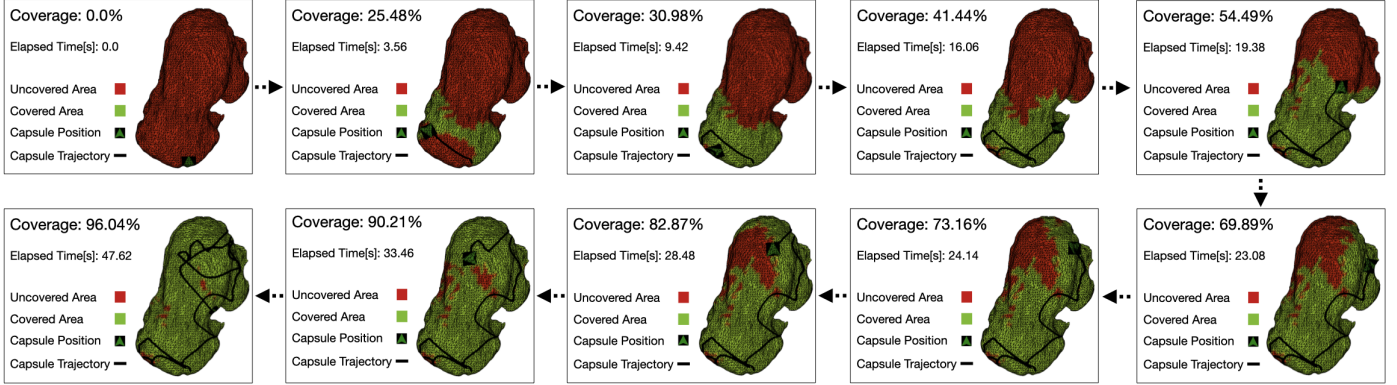 Coverage: 0.0%
Elapsed Time[s]: 0.0
Uncovered Area
Covered Area
Capsule Position
Capsule Trajectory
Coverage: 25.48%
Elapsed Time[s]: 3.56
Uncovered Area
Covered Area
Capsule Position
Capsule Trajectory
Coverage: 30.98%
Elapsed Time[s]: 9.42
Uncovered Area
Covered Area
Capsule Position
Capsule Trajectory
Coverage: 41.44%
Elapsed Time[s]: 16.06
Uncovered Area
Covered Area
Capsule Position
Capsule Trajectory
Coverage: 54.49%
Elapsed Time[s]: 19.38
Uncovered Area
Covered Area
Capsule Position
Capsule Trajectory
Coverage: 69.89%
Elapsed Time[s]: 23.08
Uncovered Area
Covered Area
Capsule Position
Capsule Trajectory
Coverage: 73.16%
Elapsed Time[s]: 24.14
Uncovered Area
Covered Area
Capsule Position
Capsule Trajectory
Coverage: 82.87%
Elapsed Time[s]: 28.48
Uncovered Area
Covered Area
Capsule Position
Capsule Trajectory
Coverage: 90.21%
Elapsed Time[s]: 33.46
Uncovered Area
Covered Area
Capsule Position
Capsule Trajectory
Coverage: 96.04%
Elapsed Time[s]: 47.62
Uncovered Area
Covered Area
Capsule Position
Capsule Trajectory